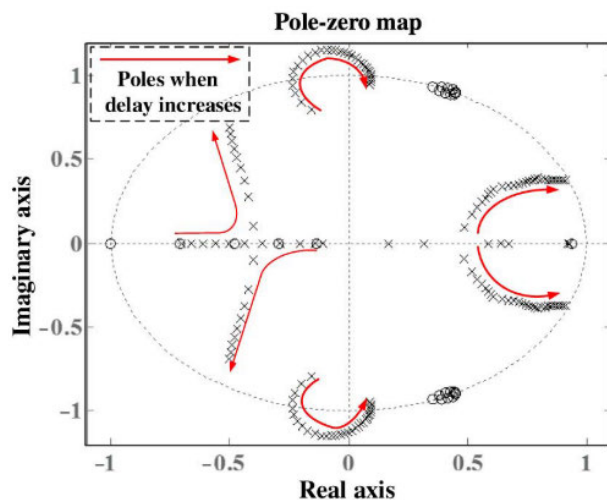 Pole-zero map
Poles when
delay increases
1
0.5
0
−0.5
−1
Imaginary axis
−1
−0.5
0
0.5
1
Real axis